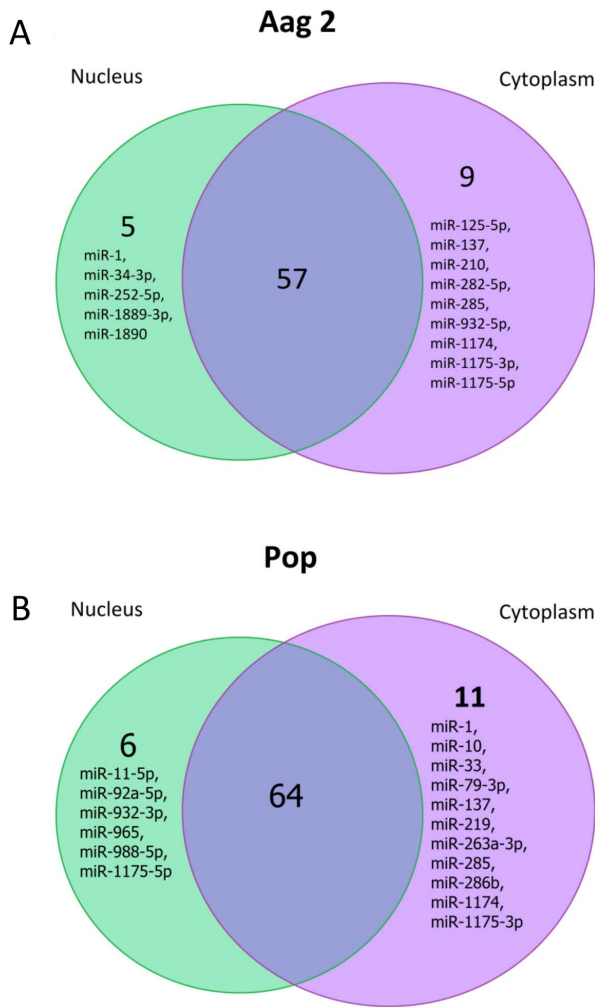 A
Aag 2
Nucleus
Cytoplasm
5
miR-1,
miR-34-3p,
miR-252-5p,
miR-1889-3p,
miR-1890
57
9
miR-125-5p,
miR-137,
miR-210,
miR-282-5p,
miR-285,
miR-932-5p,
miR-1174,
miR-1175-3p,
miR-1175-5p
Pop
B
Nucleus
Cytoplasm
6
miR-11-5p,
miR-92a-5p,
miR-932-3p,
miR-965,
miR-988-5p,
miR-1175-5p
64
11
miR-1,
miR-10,
miR-33,
miR-79-3p,
miR-137,
miR-219,
miR-263a-3p,
miR-285,
miR-286b,
miR-1174,
miR-1175-3p